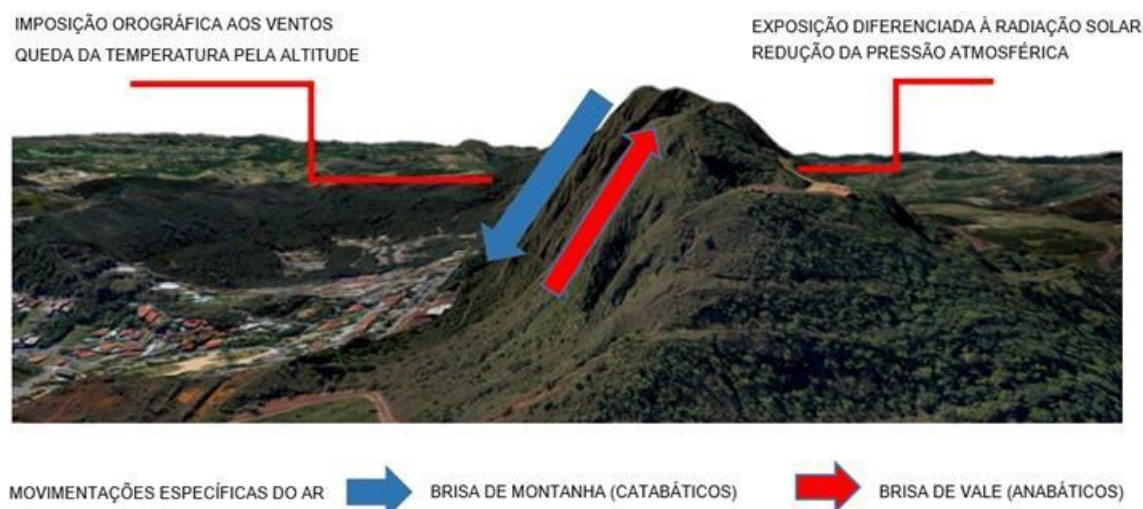 IMPOSIÇÃO OROGRÁFICA AOS VENTOS
QUEDA DA TEMPERATURA PELA ALTITUDE
EXPOSIÇÃO DIFERENCIADA À RADIAÇÃO SOLAR
REDUÇÃO DA PRESSÃO ATMOSFÉRICA
MOVIMENTAÇÕES ESPECÍFICAS DO AR
BRISA DE MONTANHA (CATABÁTICOS)
BRISA DE VALE (ANABÁTICOS)